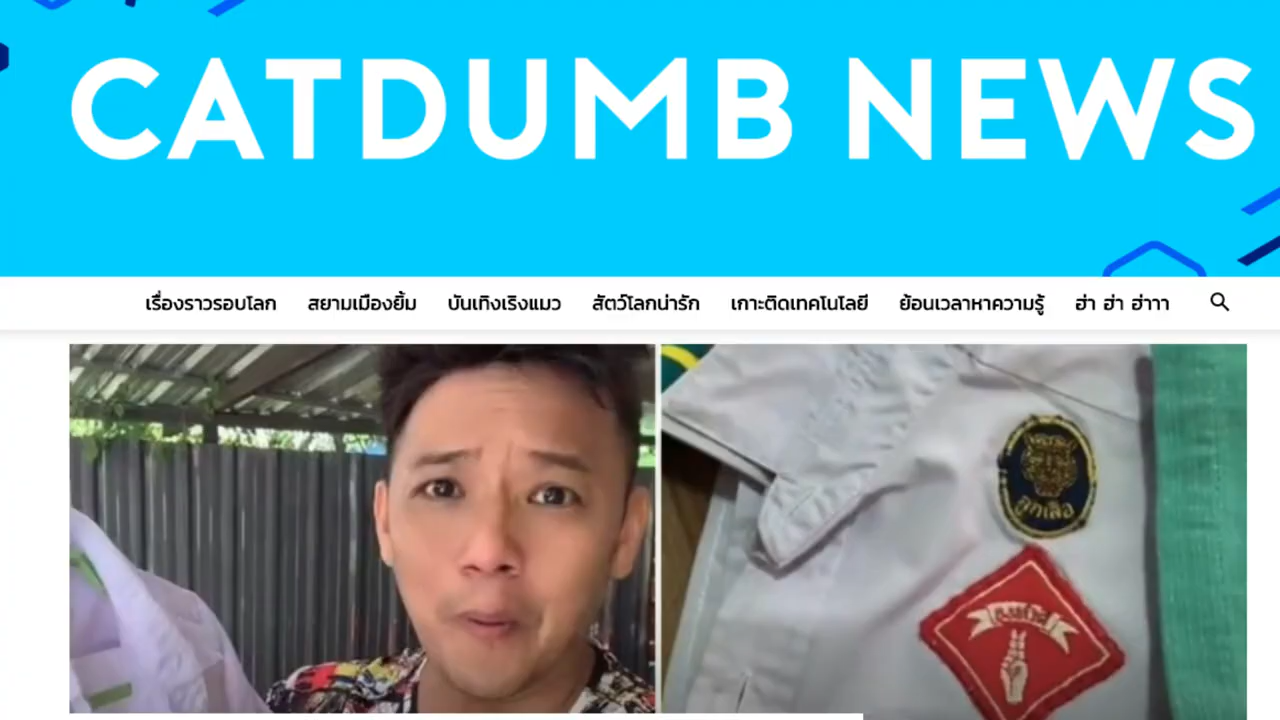 CATDUMB NEWS
เรื่องราวรอบโลก สยามเมืองยิ้ม บันเทิงเริงแมว สัตว์โลกน่ารัก เกาะติดเทคโนโลยี ย้อนเวลาหาความรู้ ฮ่า ฮ่า ฮ่าาา
ลูกเสือ